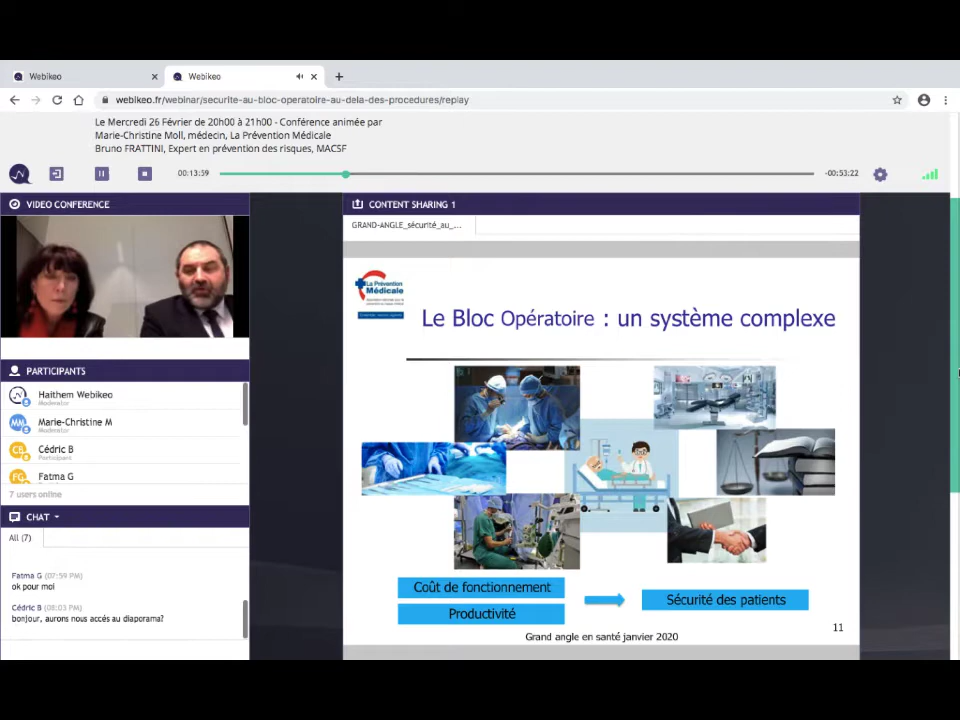 Webikeo
Webikeo
webikeo.fr/webinar/securite-au-bloc-operatoire-au-dela-des-procedures/replay
Le Mercredi 26 Février de 20h00 à 21h00 - Conférence animée par
Marie-Christine Moll, médecin, La Prévention Médicale
Bruno FRATTINI, Expert en prévention des risques, MACSF
00:13:59
-00:53:22
VIDEO CONFERENCE
PARTICIPANTS
Haithem Webikeo
Moderator
MM
Marie-Christine M
Moderator
CB
Cédric B
Participant
FG
Fatma G
7 users online
CHAT
All (7)
Fatma G (07:59 PM)
ok pour moi
Cédric B (08:03 PM)
bonjour, aurons nous accés au diaporama?
CONTENT SHARING 1
GRAND-ANGLE_sécurité_au_...
La Prévention
Médicale
Le Bloc Opératoire : un système complexe
Coût de fonctionnement
Productivité
Sécurité des patients
Grand angle en santé janvier 2020
11